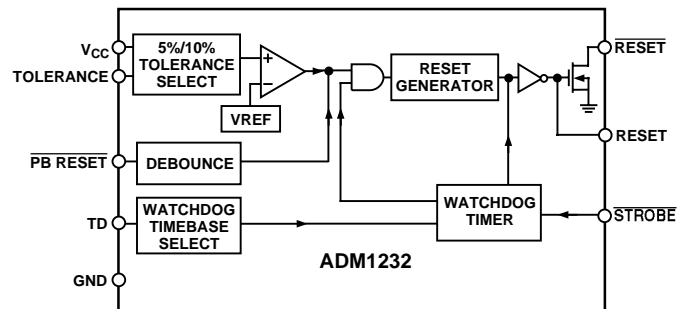 V_CC
TOLERANCE
5%/10%
TOLERANCE
SELECT
+
−
VREF
RESET
GENERATOR
RESET
RESET
PB RESET
DEBOUNCE
TD
WATCHDOG
TIMEBASE
SELECT
WATCHDOG
TIMER
STROBE
ADM1232
GND